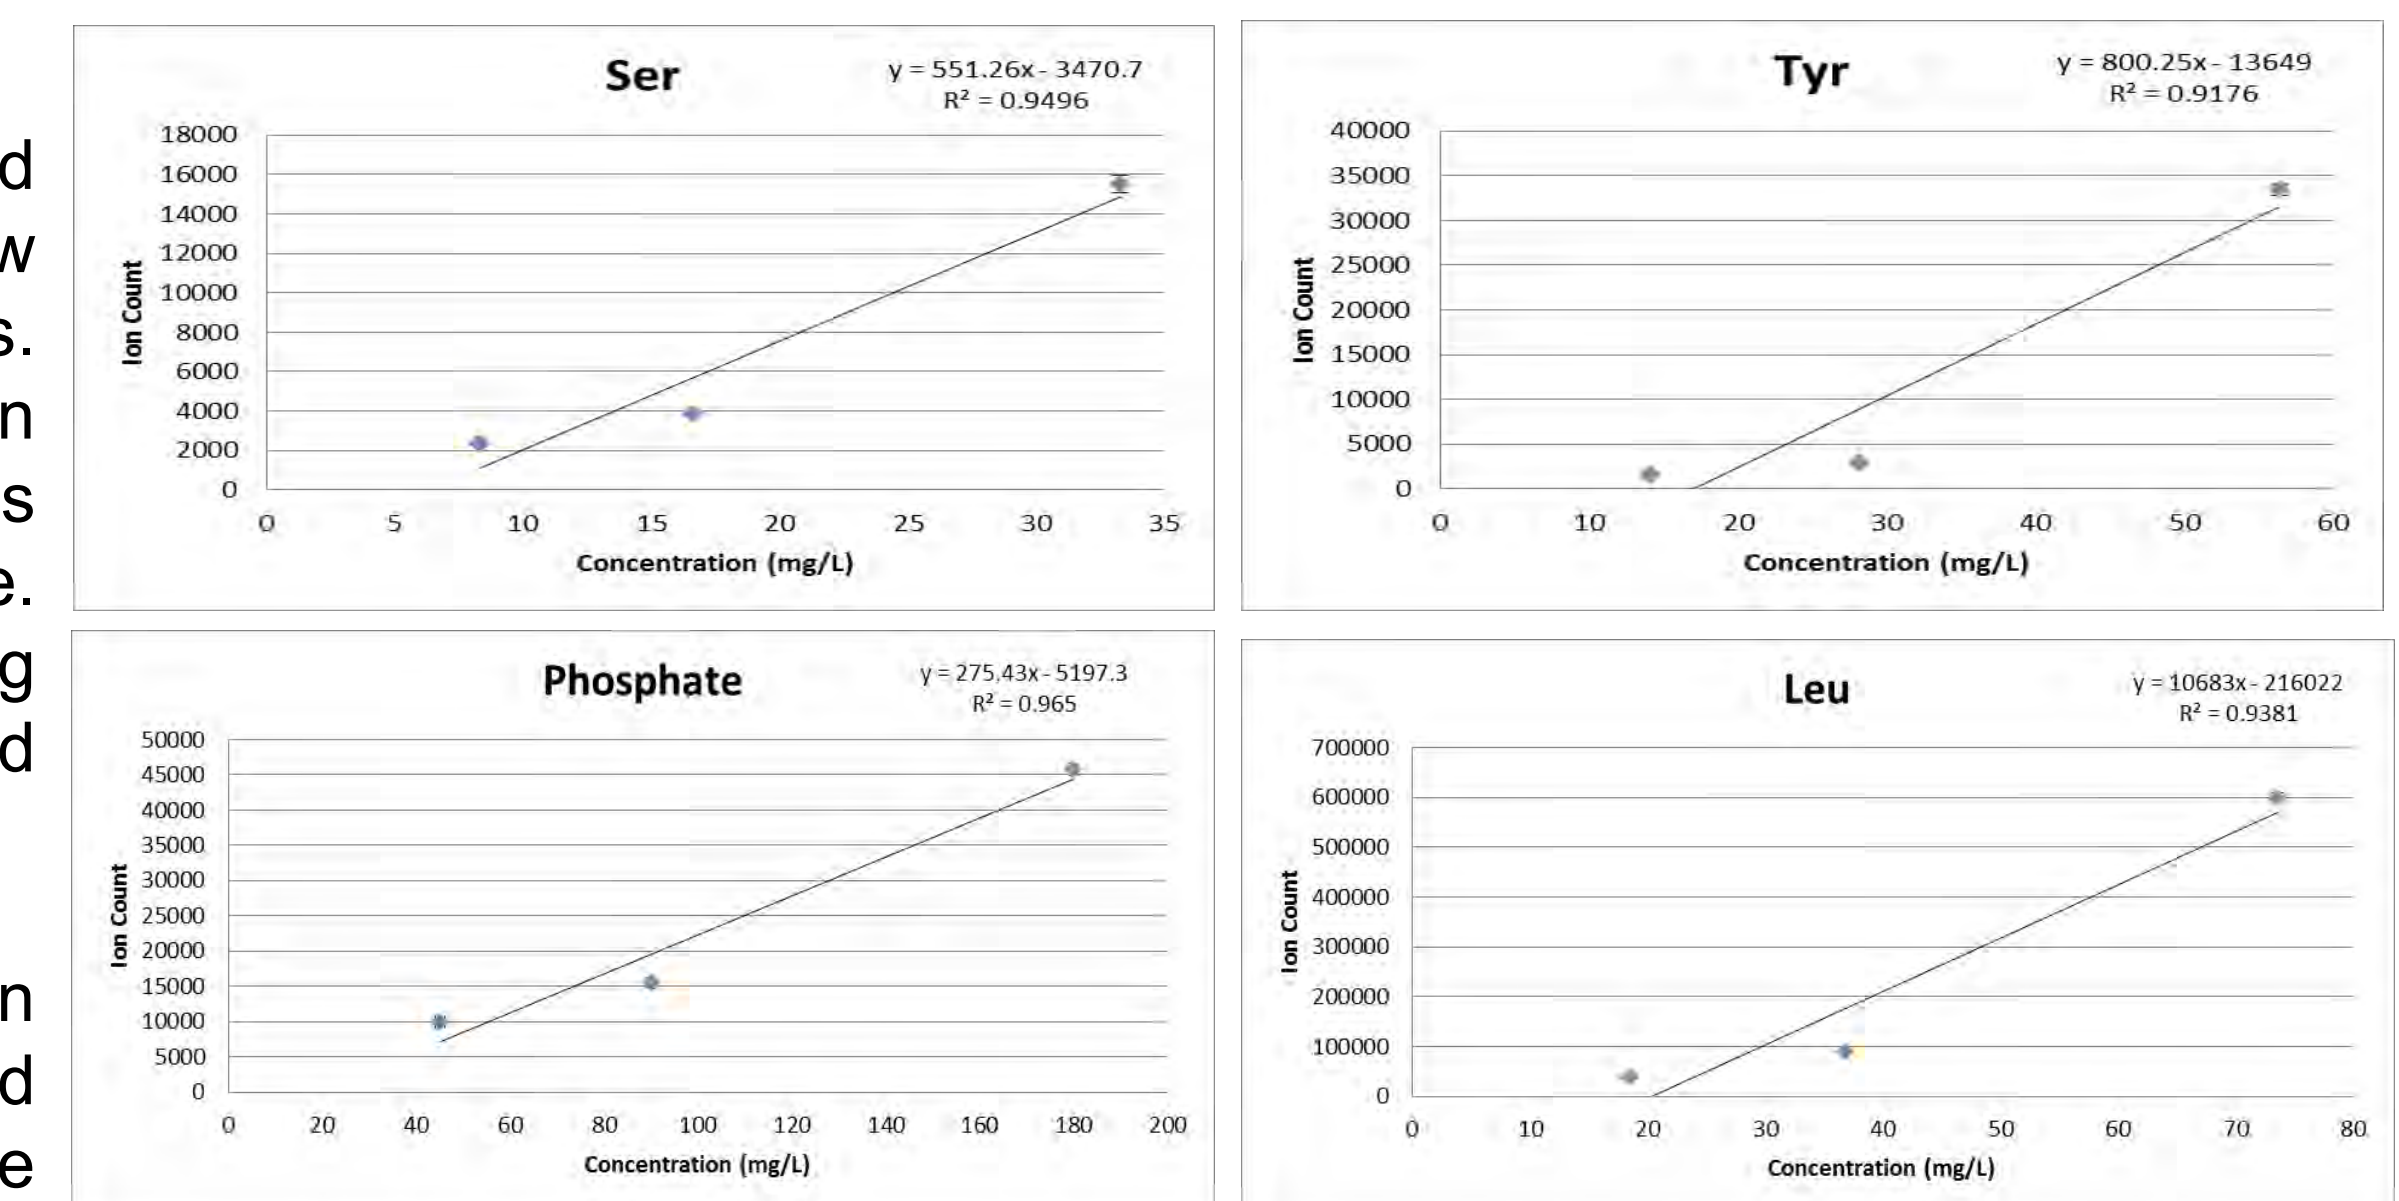 d
w
s.
n
s
e.
g
d
n
d
e
Ser
y = 551.26x - 3470.7
R² = 0.9496
18000
16000
14000
12000
10000
8000
6000
4000
2000
0
Ion Count
0 5 10 15 20 25 30 35
Concentration (mg/L)
Tyr
y = 800.25x - 13649
R² = 0.9176
40000
35000
30000
25000
20000
15000
10000
5000
0
Ion Count
0 10 20 30 40 50 60
Concentration (mg/L)
Phosphate
y = 275.43x - 5197.3
R² = 0.965
50000
45000
40000
35000
30000
25000
20000
15000
10000
5000
0
Ion Count
0 20 40 60 80 100 120 140 160 180 200
Concentration (mg/L)
Leu
y = 10683x - 216022
R² = 0.9381
700000
600000
500000
400000
300000
200000
100000
0
Ion Count
0 10 20 30 40 50 60 70 80
Concentration (mg/L)